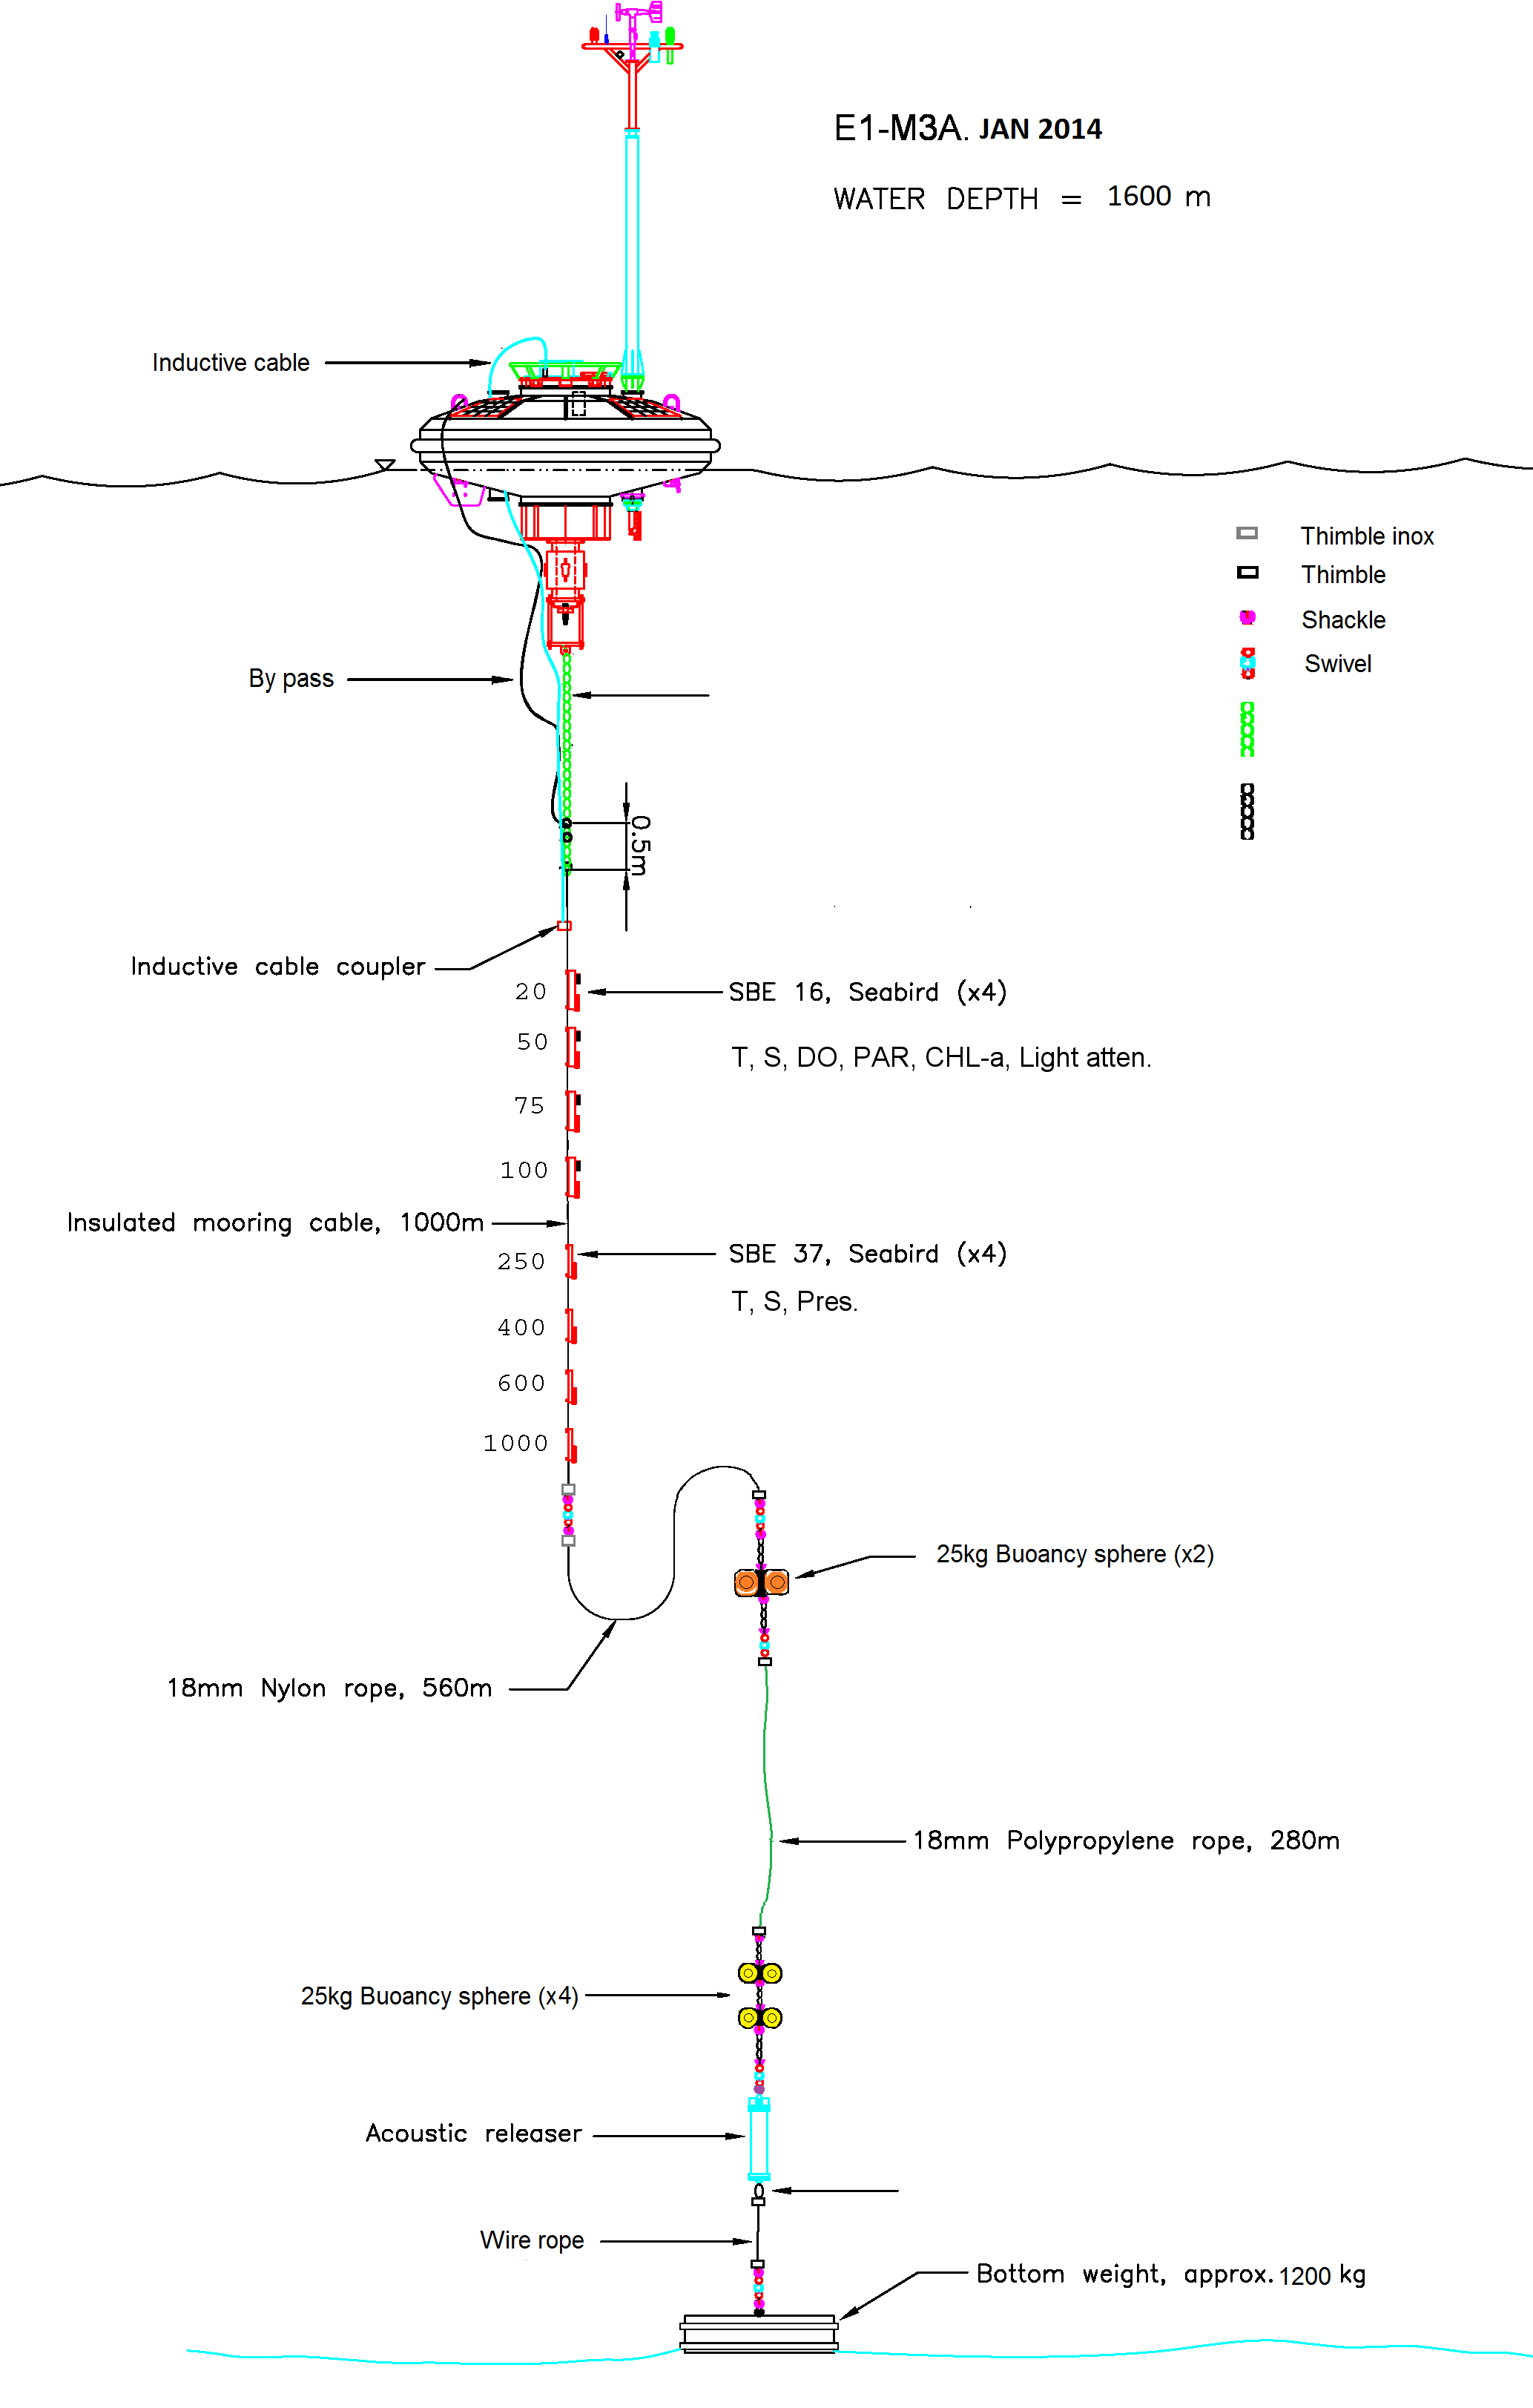 E1-M3A. JAN 2014
WATER DEPTH = 1600 m
Inductive cable
Thimble inox
Thimble
Shackle
Swivel
By pass
0.5m
Inductive cable coupler
20
SBE 16, Seabird (x4)
50
T, S, DO, PAR, CHL-a, Light atten.
75
100
Insulated mooring cable, 1000m
250
SBE 37, Seabird (x4)
T, S, Pres.
400
600
1000
25kg Buoancy sphere (x2)
18mm Nylon rope, 560m
18mm Polypropylene rope, 280m
25kg Buoancy sphere (x4)
Acoustic releaser
Wire rope
Bottom weight, approx. 1200 kg